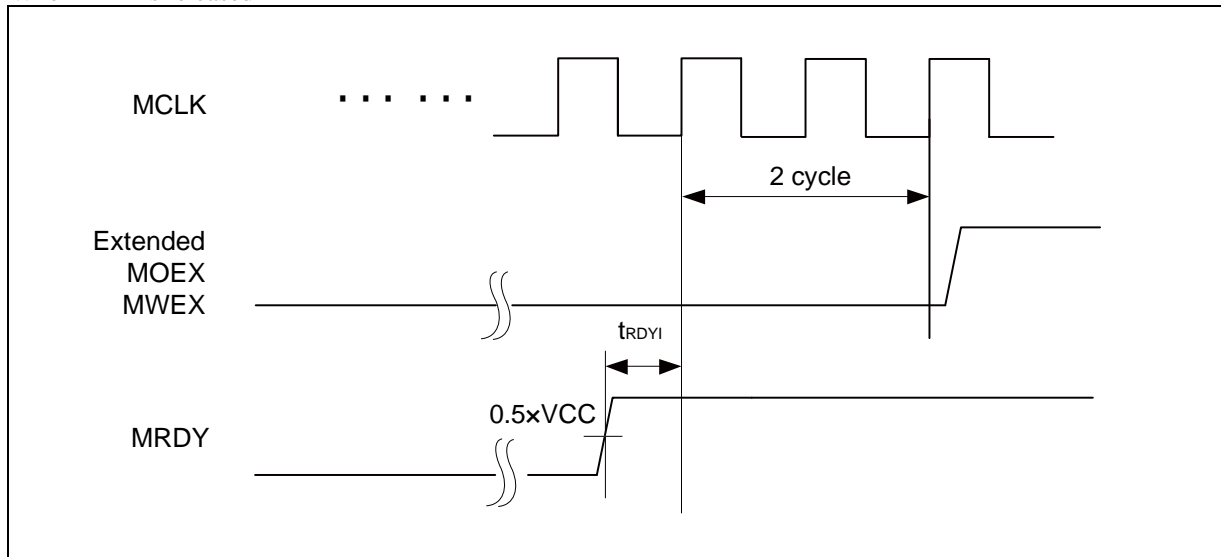 MCLK
... ...
2 cycle
Extended
MOEX
MWEX
tRDYI
0.5×VCC
MRDY